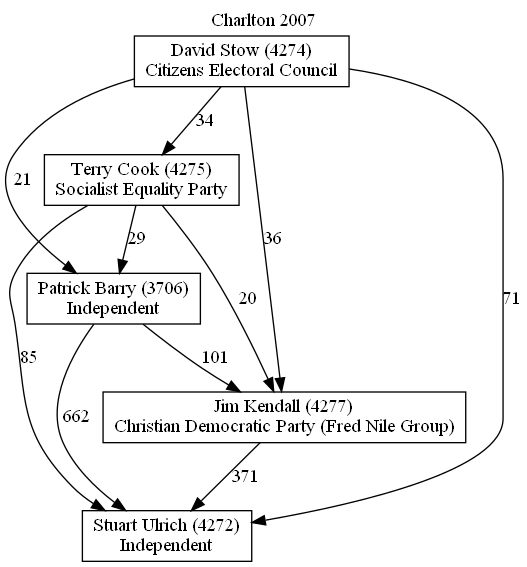 Charlton 2007
David Stow (4274)
Citizens Electoral Council
34
Terry Cook (4275)
Socialist Equality Party
21
29
36
71
Patrick Barry (3706)
Independent
20
85
101
662
Jim Kendall (4277)
Christian Democratic Party (Fred Nile Group)
371
Stuart Ulrich (4272)
Independent